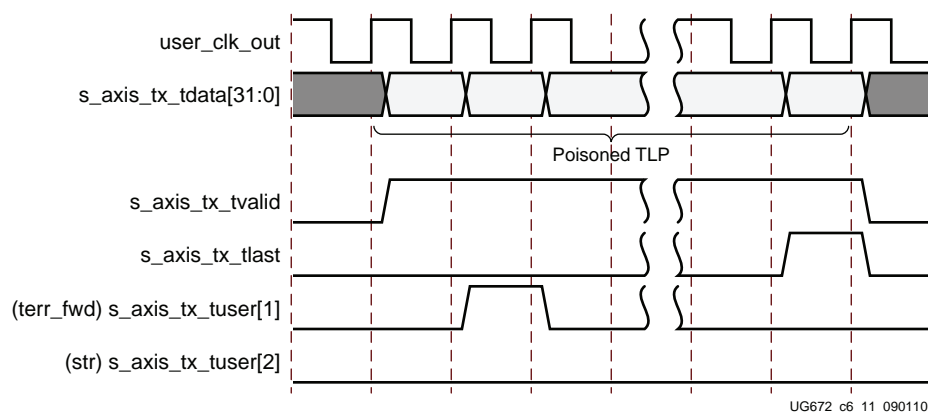 user_clk_out
s_axis_tx_tdata[31:0]
Poisoned TLP
s_axis_tx_tvalid
s_axis_tx_tlast
(terr_fwd) s_axis_tx_tuser[1]
(str) s_axis_tx_tuser[2]
UG672_c6_11_090110